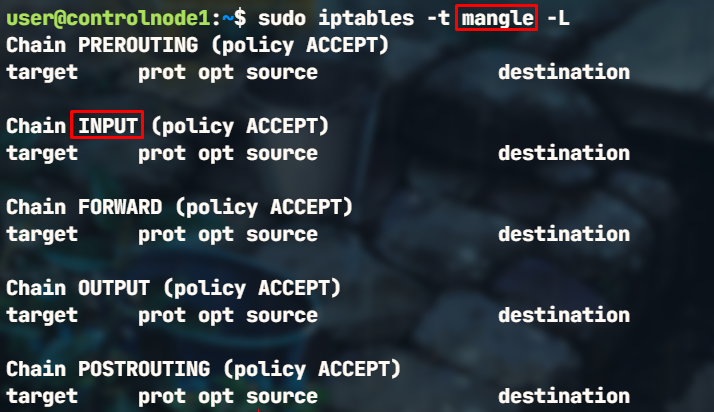 user@controlnode1:~$ sudo iptables -t mangle -L
Chain PREROUTING (policy ACCEPT)
target     prot opt source               destination

Chain INPUT (policy ACCEPT)
target     prot opt source               destination

Chain FORWARD (policy ACCEPT)
target     prot opt source               destination

Chain OUTPUT (policy ACCEPT)
target     prot opt source               destination

Chain POSTROUTING (policy ACCEPT)
target     prot opt source               destination